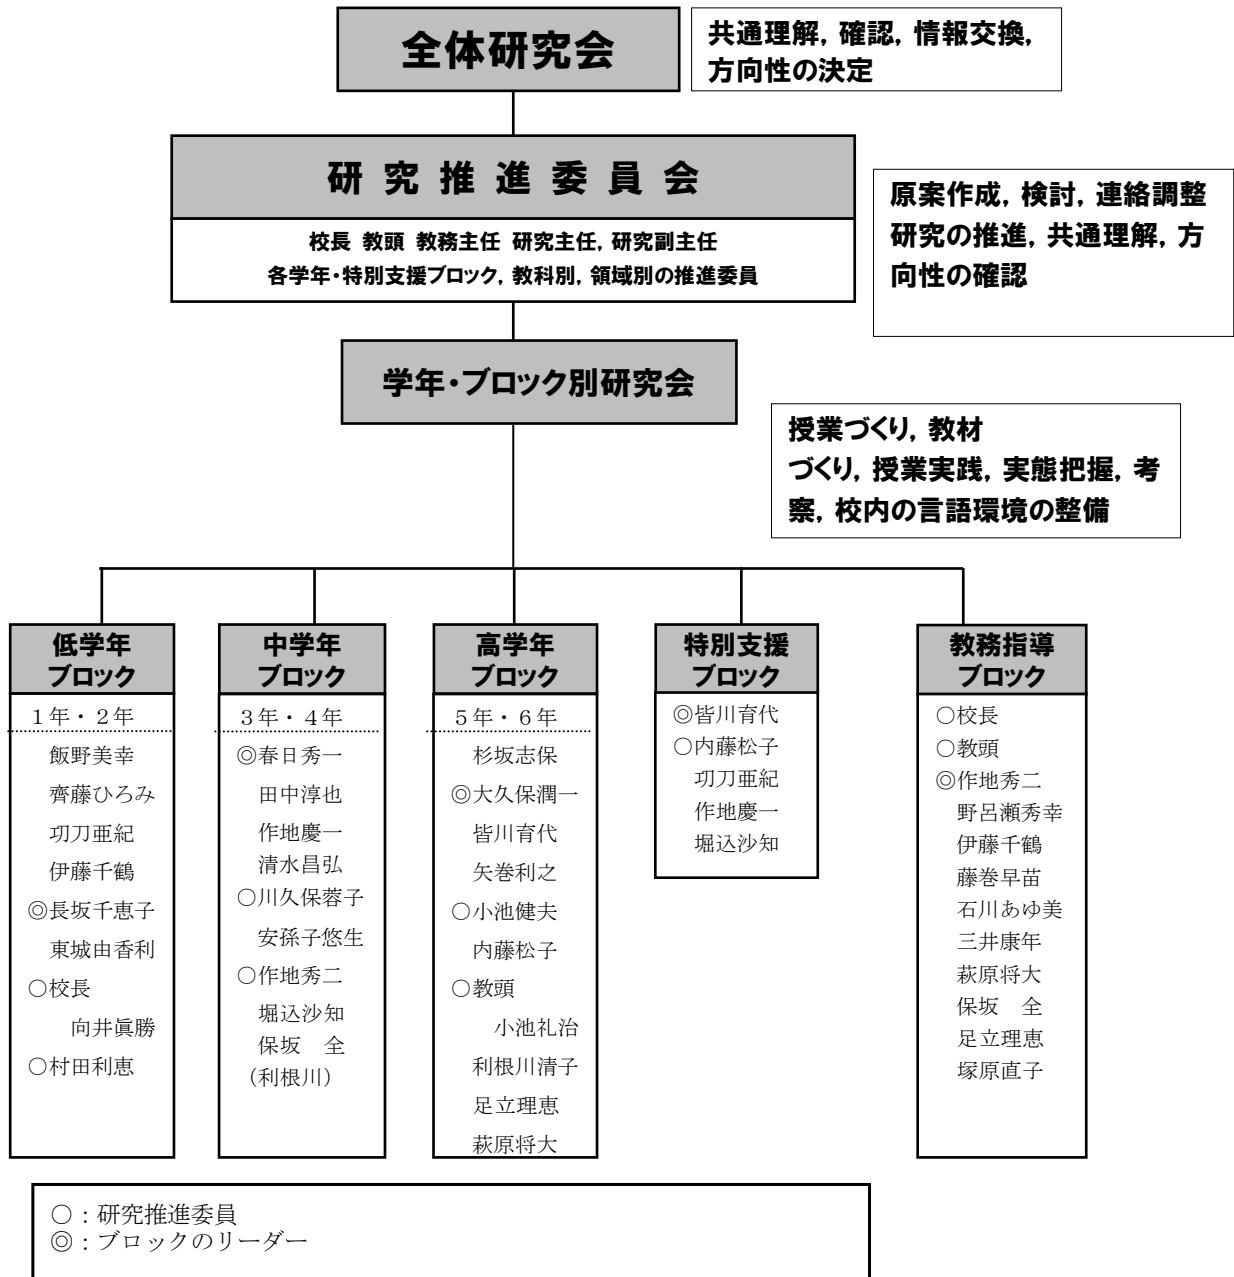 全体研究会
共通理解, 確認, 情報交換,
方向性の決定
研究推進委員会
校長 教頭 教務主任 研究主任, 研究副主任
各学年・特別支援ブロック, 教科別, 領域別の推進委員
原案作成, 検討, 連絡調整
研究の推進, 共通理解, 方
向性の確認
学年・ブロック別研究会
授業づくり, 教材
づくり, 授業実践, 実態把握, 考
察, 校内の言語環境の整備
低学年
ブロック
1年・2年
飯野美幸
齊藤ひろみ
功刀亜紀
伊藤千鶴
◎長坂千恵子
東城由香利
○校長
向井眞勝
○村田利恵
中学年
ブロック
3年・4年
◎春日秀一
田中淳也
作地慶一
清水昌弘
○川久保蓉子
安孫子悠生
○作地秀二
堀込沙知
保坂　全
(利根川)
高学年
ブロック
5年・6年
杉坂志保
◎大久保潤一
皆川育代
矢巻利之
○小池健夫
内藤松子
○教頭
小池礼治
利根川清子
足立理恵
萩原将大
特別支援
ブロック
◎皆川育代
○内藤松子
功刀亜紀
作地慶一
堀込沙知
教務指導
ブロック
○校長
○教頭
◎作地秀二
野呂瀬秀幸
伊藤千鶴
藤巻早苗
石川あゆ美
三井康年
萩原将大
保坂　全
足立理恵
塚原直子
○：研究推進委員
◎：ブロックのリーダー